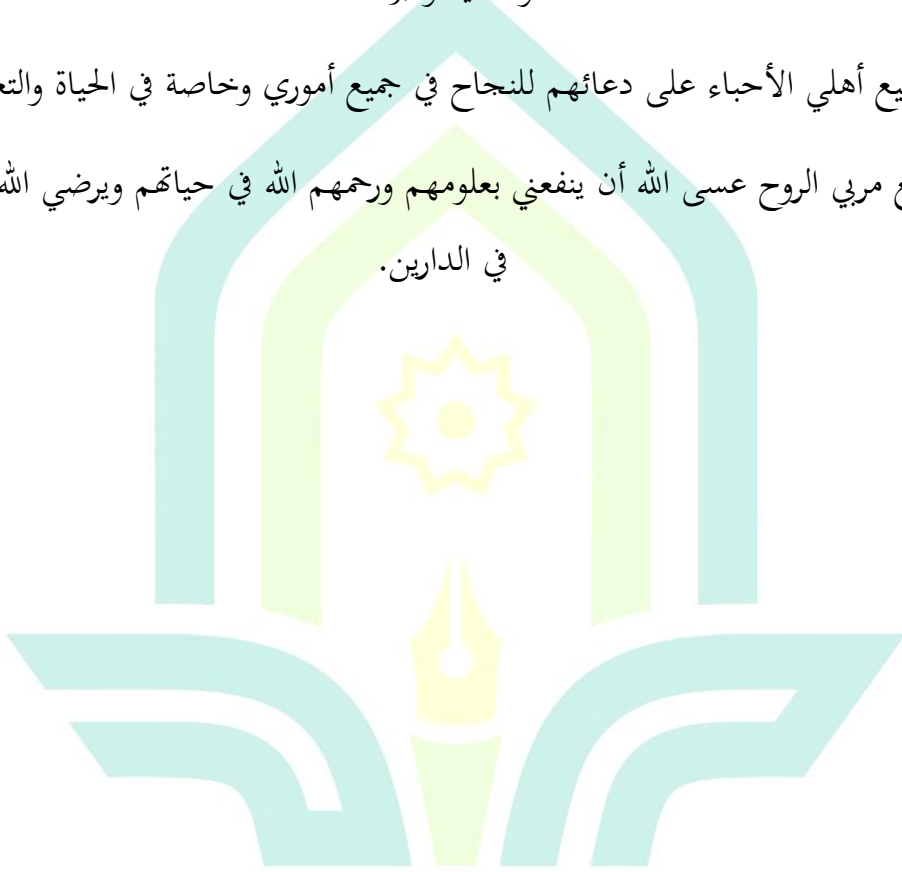 أهلي الأحباء على دعائهم للنجاح في جميع أموري وخاصة في الحياة
مربي الروح عسى الله أن ينفعني بعلومهم ورحمهم الله في حياتهم ويرضي الله
في الدارين.